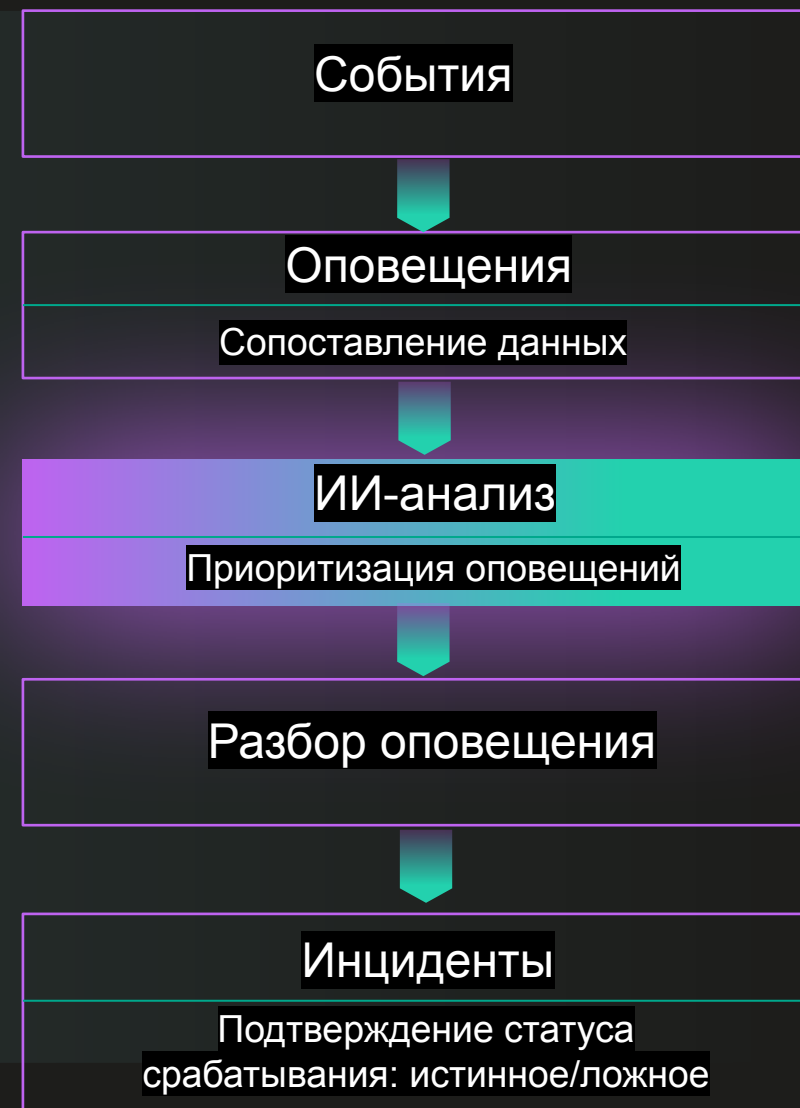 События
Оповещения
Сопоставление данных
ИИ-анализ
Приоритизация оповещений
Разбор оповещения
Инциденты
Подтверждение статуса
срабатывания: истинное/ложное